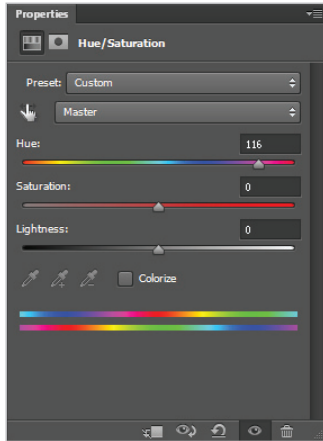 Properties
Hue/Saturation
Preset: Custom
Master
Hue: 116
Saturation: 0
Lightness: 0
Colorize